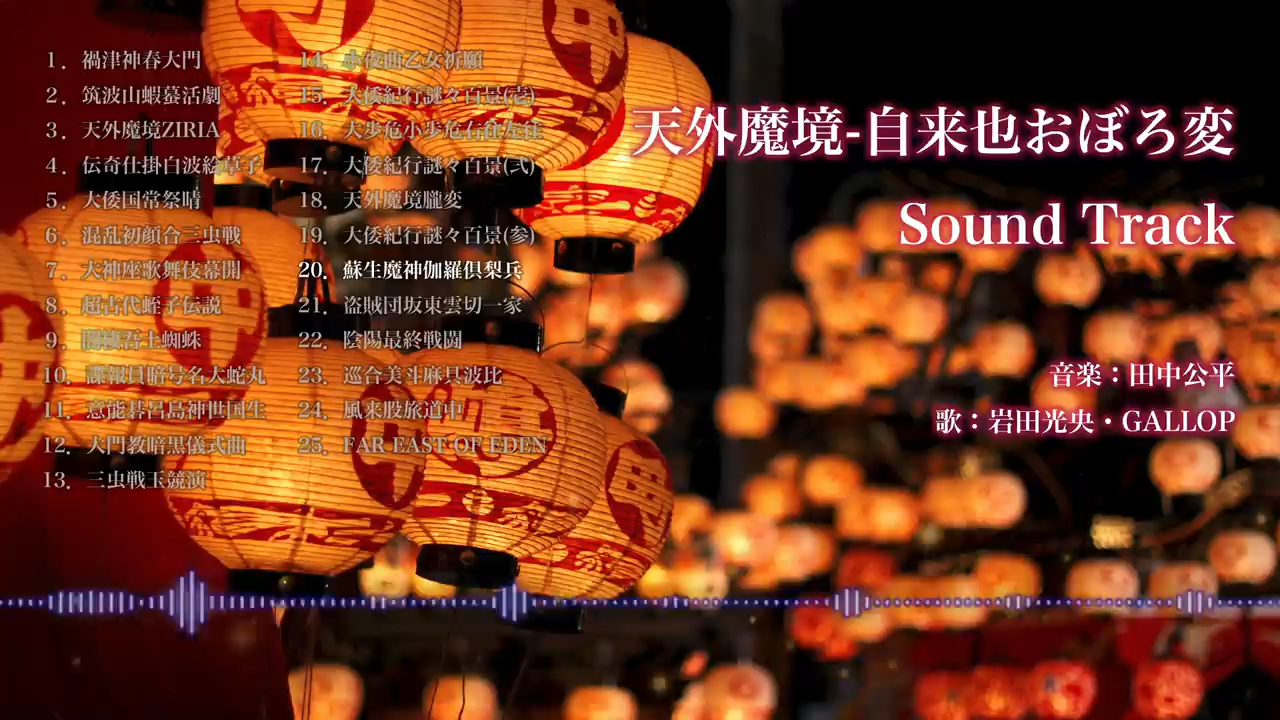 1．禍津神春大門
2．筑波山蝦蟇活劇
3．天外魔境ZIRIA
4．伝奇仕掛白波絵草子
5．大倭国常祭晴
6．混乱初顔合三虫戦
7．大神座歌舞伎幕開
8．超古代蛭子伝説
土蜘蛛
10．諜報員暗号名大蛇丸
11．意能碁呂島神世国生
12．大門教暗黒儀式曲
13．三虫戦玉競演
14．小夜曲乙女祈願
15．大倭紀行謎々百景(壱)
16．大歩危小歩危右往左往
17．大倭紀行謎々百景(弐)
18．天外魔境朧変
19．大倭紀行謎々百景(参)
20．蘇生魔神伽羅倶梨兵
21．盗賊団坂東雲切一家
22．陰陽最終戦闘
23．巡合美斗麻具波比
24．風来股旅道中
25．FAR EAST OF EDEN
天外魔境-自来也おぼろ変
Sound Track
音楽：田中公平
歌：岩田光央・GALLOP